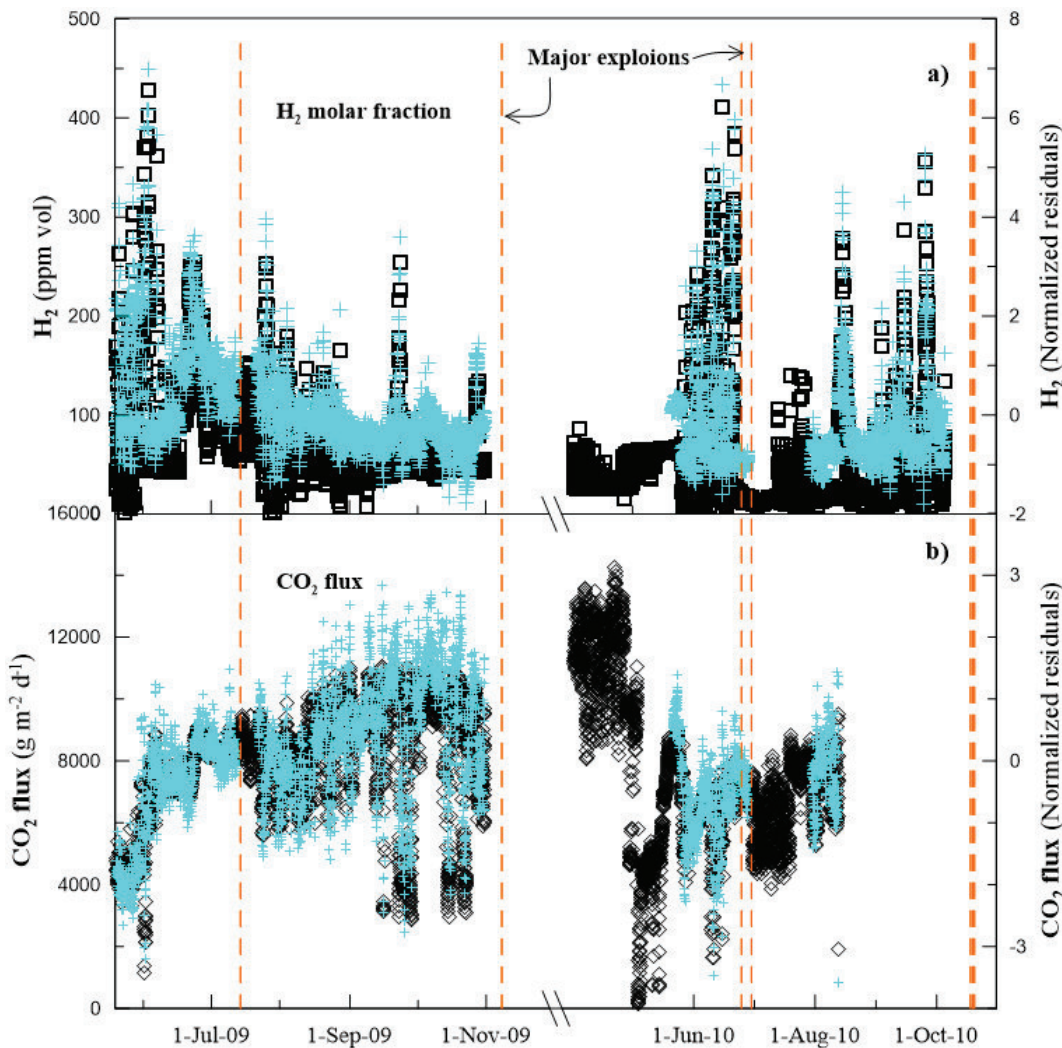 500
400
300
200
100
16000
H2 (ppm vol)
Major exploions
H2 molar fraction
a)
8
6
4
2
0
-2
H2 (Normalized residuals)
0
12000
8000
4000
0
CO2 flux (g m-2 d-1)
CO2 flux
b)
3
0
-3
CO2 flux (Normalized residuals)
1-Jul-09 1-Sep-09 1-Nov-09 1-Jun-10 1-Aug-10 1-Oct-10